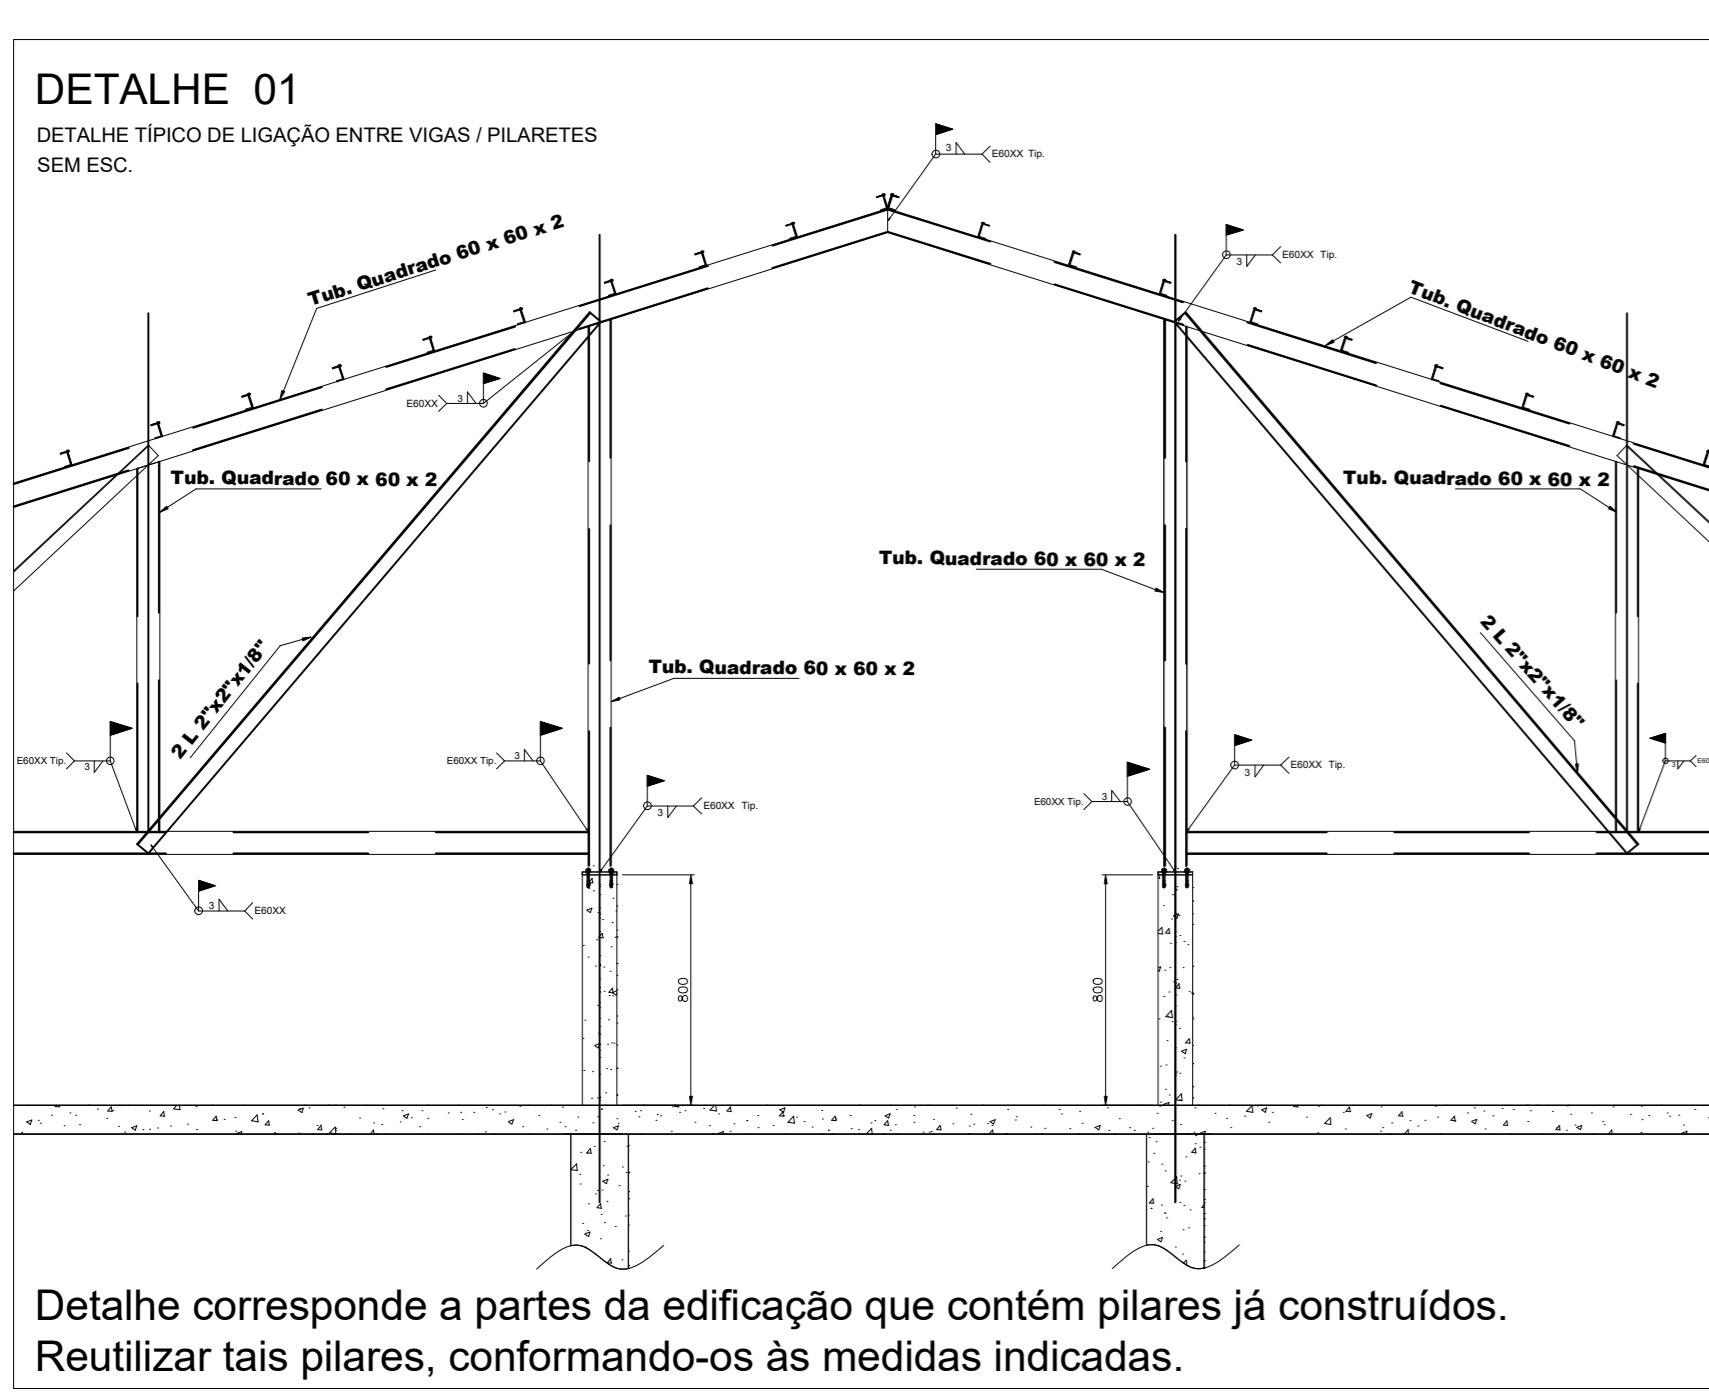 DETALHE 01
DETALHE TÍPICO DE LIGAÇÃO ENTRE VIGAS / PILARETES
SEM ESC.
3 E60XX Tip.
Tub. Quadrado 60 x 60 x 2
3 E60XX Tip.
Tub. Quadrado 60 x 60 x 2
E60XX 3
Tub. Quadrado 60 x 60 x 2
Tub. Quadrado 60 x 60 x 2
Tub. Quadrado 60 x 60 x 2
Tub. Quadrado 60 x 60 x 2
2 L 2"x2"x1/8"
2 L 2"x2"x1/8"
E60XX Tip. 3
E60XX Tip. 3
3 E60XX Tip.
3 E60XX Tip.
E60XX Tip. 3
3 E60
3 E60XX
800
800
Detalhe corresponde a partes da edificação que contém pilares já construídos.
Reutilizar tais pilares, conformando-os às medidas indicadas.